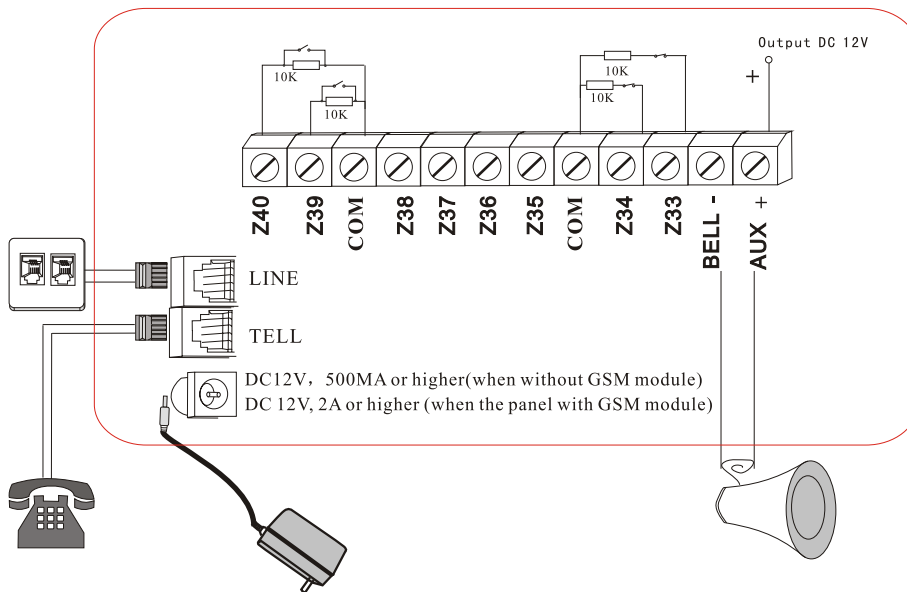 Output DC 12V
+
10K
10K
10K
10K
Z40
Z39
COM
Z38
Z37
Z36
Z35
COM
Z34
Z33
BELL -
AUX +
LINE
TELL
DC12V, 500MA or higher(when without GSM module)
DC 12V, 2A or higher (when the panel with GSM module)